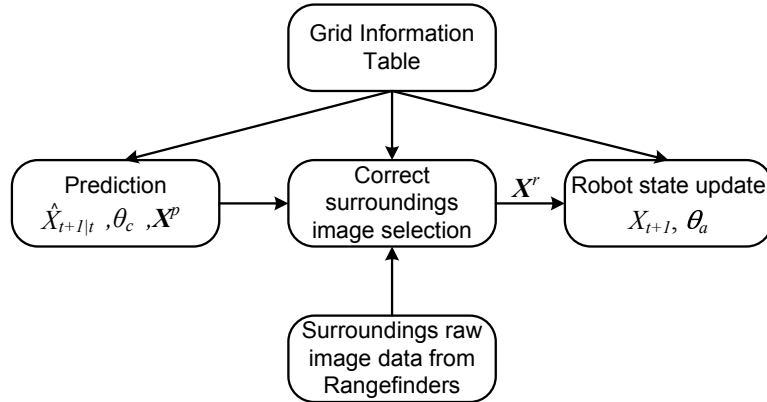 Grid Information
Table
Prediction
X̂ₜ₊₁|ₜ ,θ_c ,X^p
Correct
surroundings
image selection
X^r
Robot state update
Xₜ₊₁, θₐ
Surroundings raw
image data from
Rangefinders